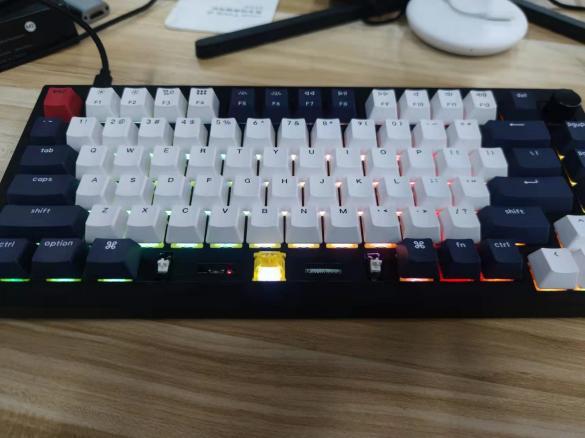 esc F1 F2 F3 F4 F5 F6 F7 F8 F9 F10 F11 F12 del
1! 2@ 3# 4$ 5% 6^ 7& 8* 9( 0)
tab Q W E R T Y U I O P
caps A S D F G H J K L
shift Z X C V B N M shift
ctrl option ⌘ ⌘ fn ctrl